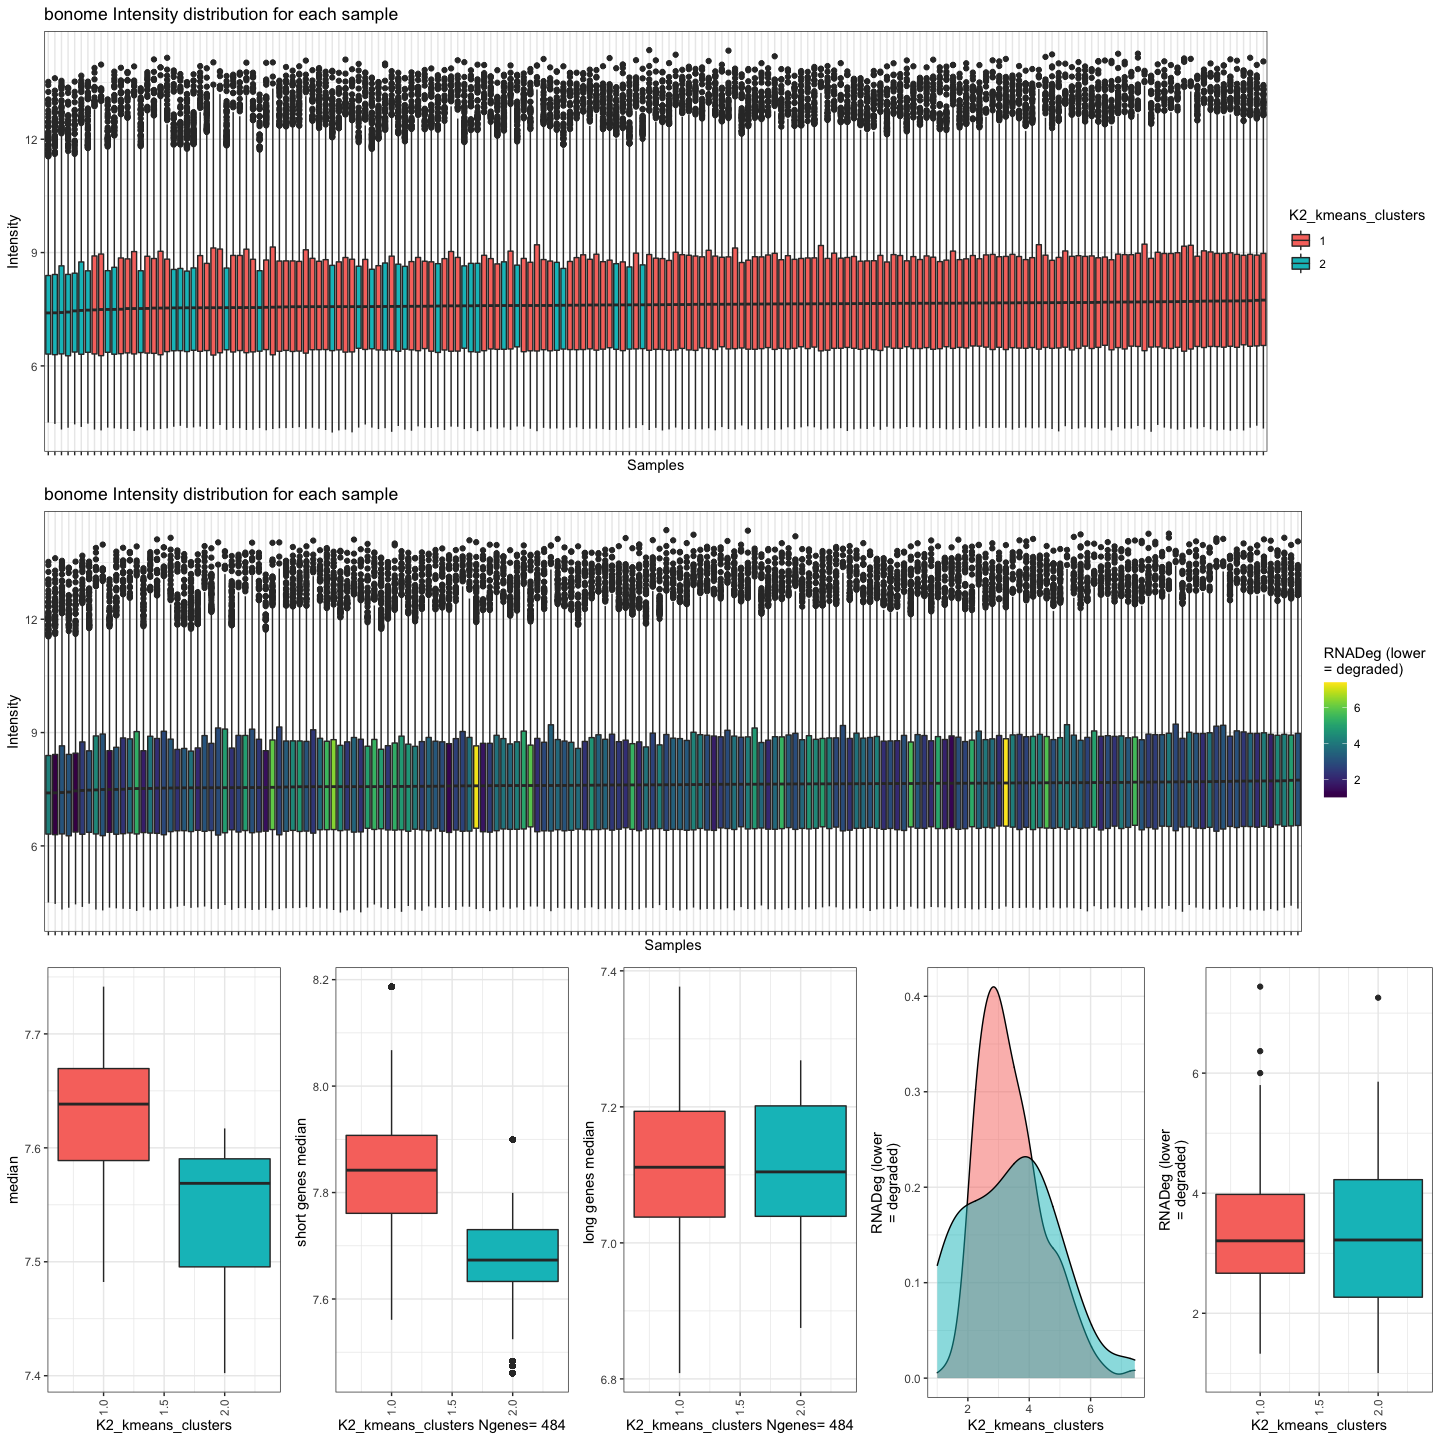 bonome Intensity distribution for each sample
12
9
6
Intensity
Samples
K2_kmeans_clusters
1
2
bonome Intensity distribution for each sample
12
9
6
Intensity
Samples
RNADeg (lower
= degraded)
6
4
2
7.7
7.6
7.5
7.4
median
1.0
1.5
2.0
K2_kmeans_clusters
8.2
8.0
7.8
7.6
short genes median
1.0
1.5
2.0
K2_kmeans_clusters Ngenes= 484
7.4
7.2
7.0
6.8
long genes median
1.0
1.5
2.0
K2_kmeans_clusters Ngenes= 484
0.4
0.3
0.2
0.1
0.0
RNADeg (lower
= degraded)
2
4
6
K2_kmeans_clusters
6
4
2
RNADeg (lower
= degraded)
1.0
1.5
2.0
K2_kmeans_clusters